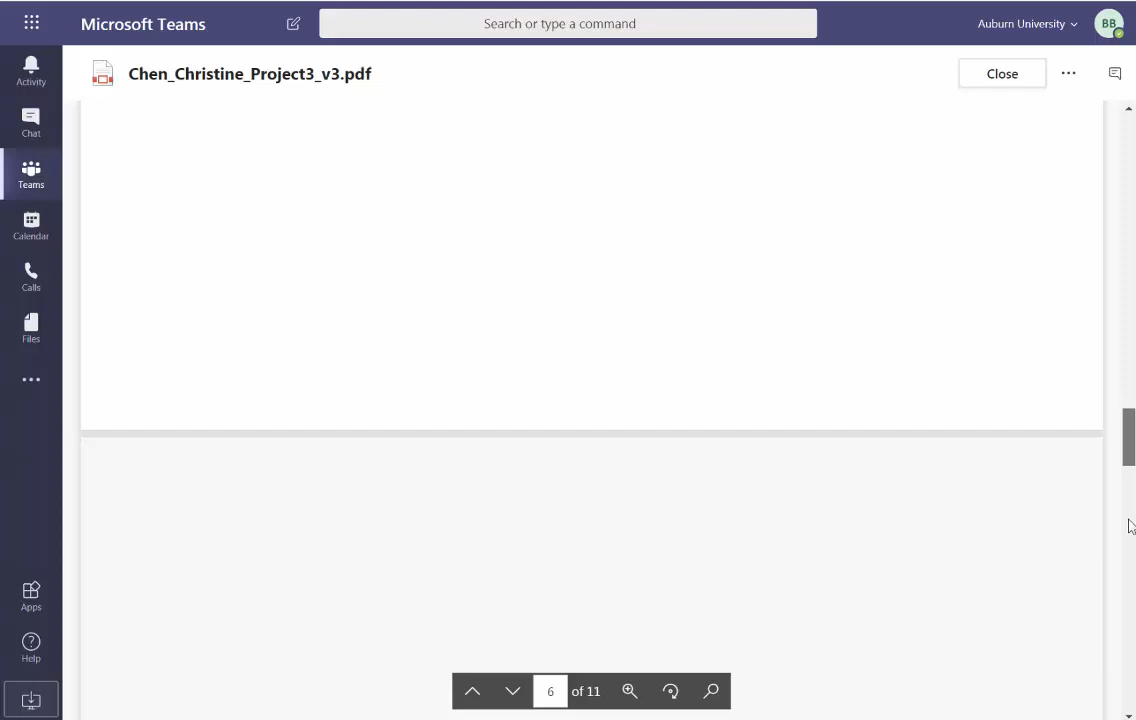 Microsoft Teams
Search or type a command
Auburn University
BB
Activity
Chat
Teams
Calendar
Calls
Files
Apps
Help
Chen_Christine_Project3_v3.pdf
Close
6 of 11